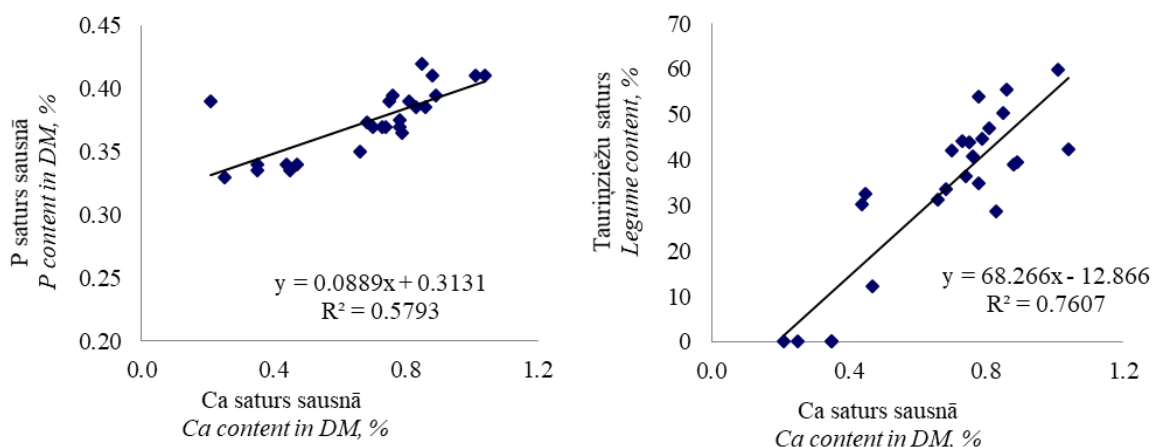 P saturs sausnā
P content in DM, %
0.45
0.40
0.35
0.30
0.25
0.20
y = 0.0889x + 0.3131
R² = 0.5793
0.0 0.4 0.8 1.2
Ca saturs sausnā
Ca content in DM, %
Tauriņziežu saturs
Legume content, %
70
60
50
40
30
20
10
0
y = 68.266x - 12.866
R² = 0.7607
0.0 0.4 0.8 1.2
Ca saturs sausnā
Ca content in DM, %